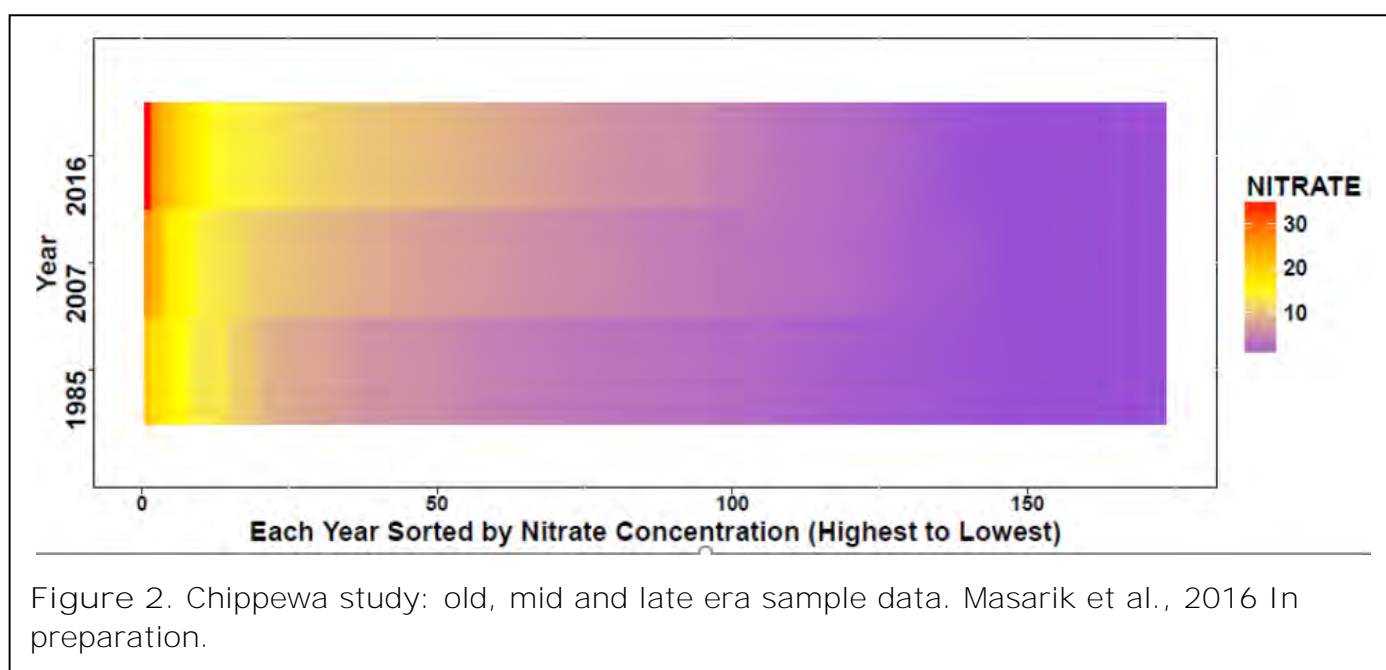 2016
2007
1985
Year
0 50 100 150
Each Year Sorted by Nitrate Concentration (Highest to Lowest)
NITRATE
30
20
10
Figure 2. Chippewa study: old, mid and late era sample data. Masarik et al., 2016 In
preparation.